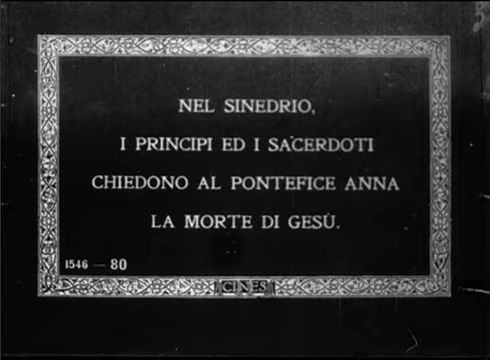 NEL SINEDRIO,
I PRINCIPI ED I SACERDOTI
CHIEDONO AL PONTEFICE ANNA
LA MORTE DI GESÙ.
1546 — 80
CINES